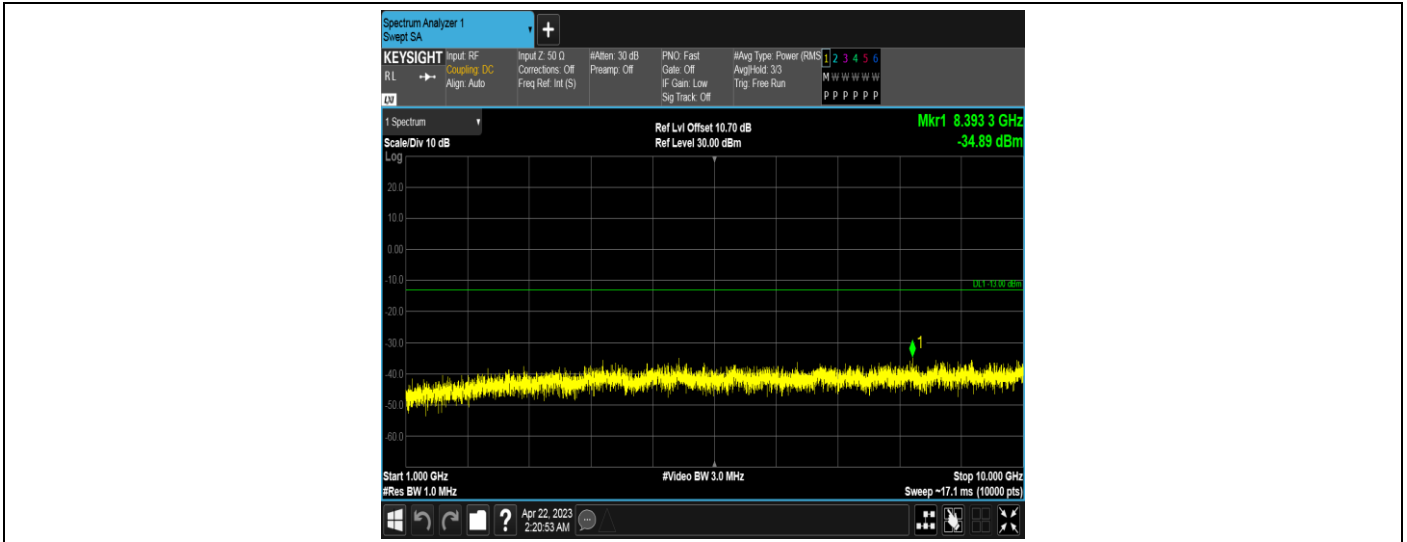 Spectrum Analyzer 1
Swept SA
+
KEYSIGHT Input: RF Input Z: 50 Ω #Atten: 30 dB PNO: Fast #Avg Type: Power (RMS 1 2 3 4 5 6
RL Coupling: DC Corrections: Off Preamp: Off Gate: Off Avg|Hold: 3/3 M W W W W W
Align: Auto Freq Ref: Int (S) IF Gain: Low Trig: Free Run
LXI Sig Track: Off P P P P P P
1 Spectrum Ref Lvl Offset 10.70 dB Mkr1 8.393 3 GHz
Scale/Div 10 dB Ref Level 30.00 dBm -34.89 dBm
Log
20.0
10.0
0.00
-10.0
DL1 -13.00 dBm
-20.0
-30.0
1
-40.0
-50.0
-60.0
Start 1.000 GHz #Video BW 3.0 MHz Stop 10.000 GHz
#Res BW 1.0 MHz Sweep ~17.1 ms (10000 pts)
? Apr 22, 2023
2:20:53 AM